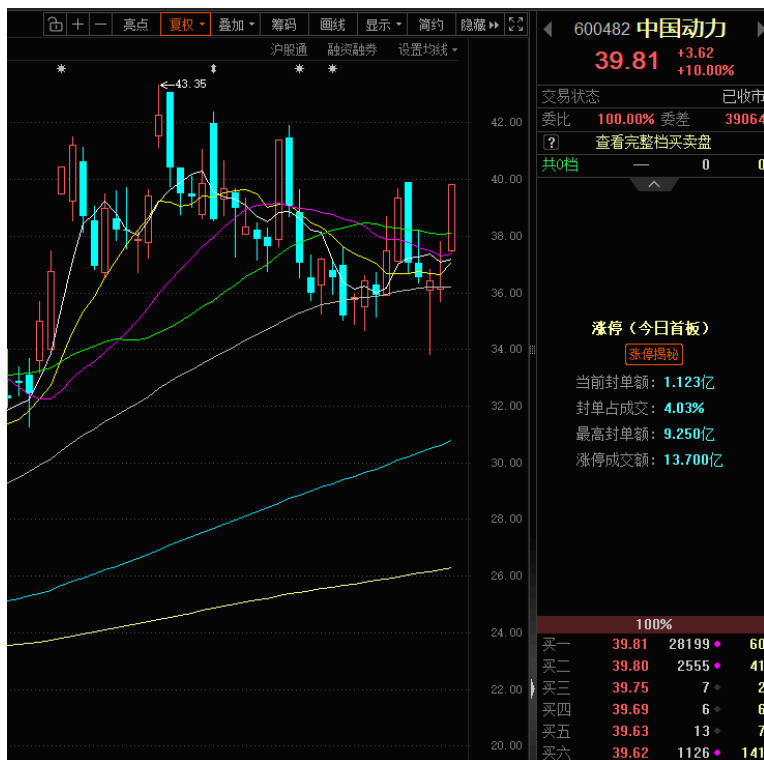 亮点 复权 叠加 筹码 画线 显示 简约 隐藏
沪股通 融资融券 设置均线
43.35
42.00
40.00
38.00
36.00
34.00
32.00
30.00
28.00
26.00
24.00
22.00
20.00
600482 中国动力
39.81 +3.62
+10.00%
交易状态 已收市
委比 100.00% 委差 39064
? 查看完整档买卖盘
共0档 — 0 0
涨停(今日首板)
涨停揭秘
当前封单额: 1.123亿
封单占成交: 4.03%
最高封单额: 9.250亿
涨停成交额: 13.700亿
100%
买一 39.81 28199 60
买二 39.80 2555 41
买三 39.75 7 2
买四 39.69 6 6
买五 39.63 13 7
买六 39.62 1126 141